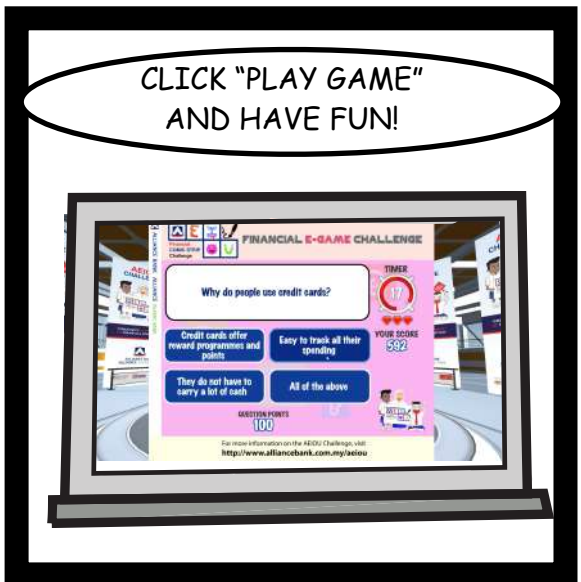 CLICK “PLAY GAME”
AND HAVE FUN!
AEIOU
Financial
Challenge
FINANCIAL E-GAME CHALLENGE
TIMER
17
Why do people use credit cards?
YOUR SCORE
592
Credit cards offer
reward programmes and
points
Easy to track all their
spending
They do not have to
carry a lot of cash
All of the above
QUESTION POINTS
100
For more information on the AEIOU Challenge, visit
http://www.alliancebank.com.my/aeiou